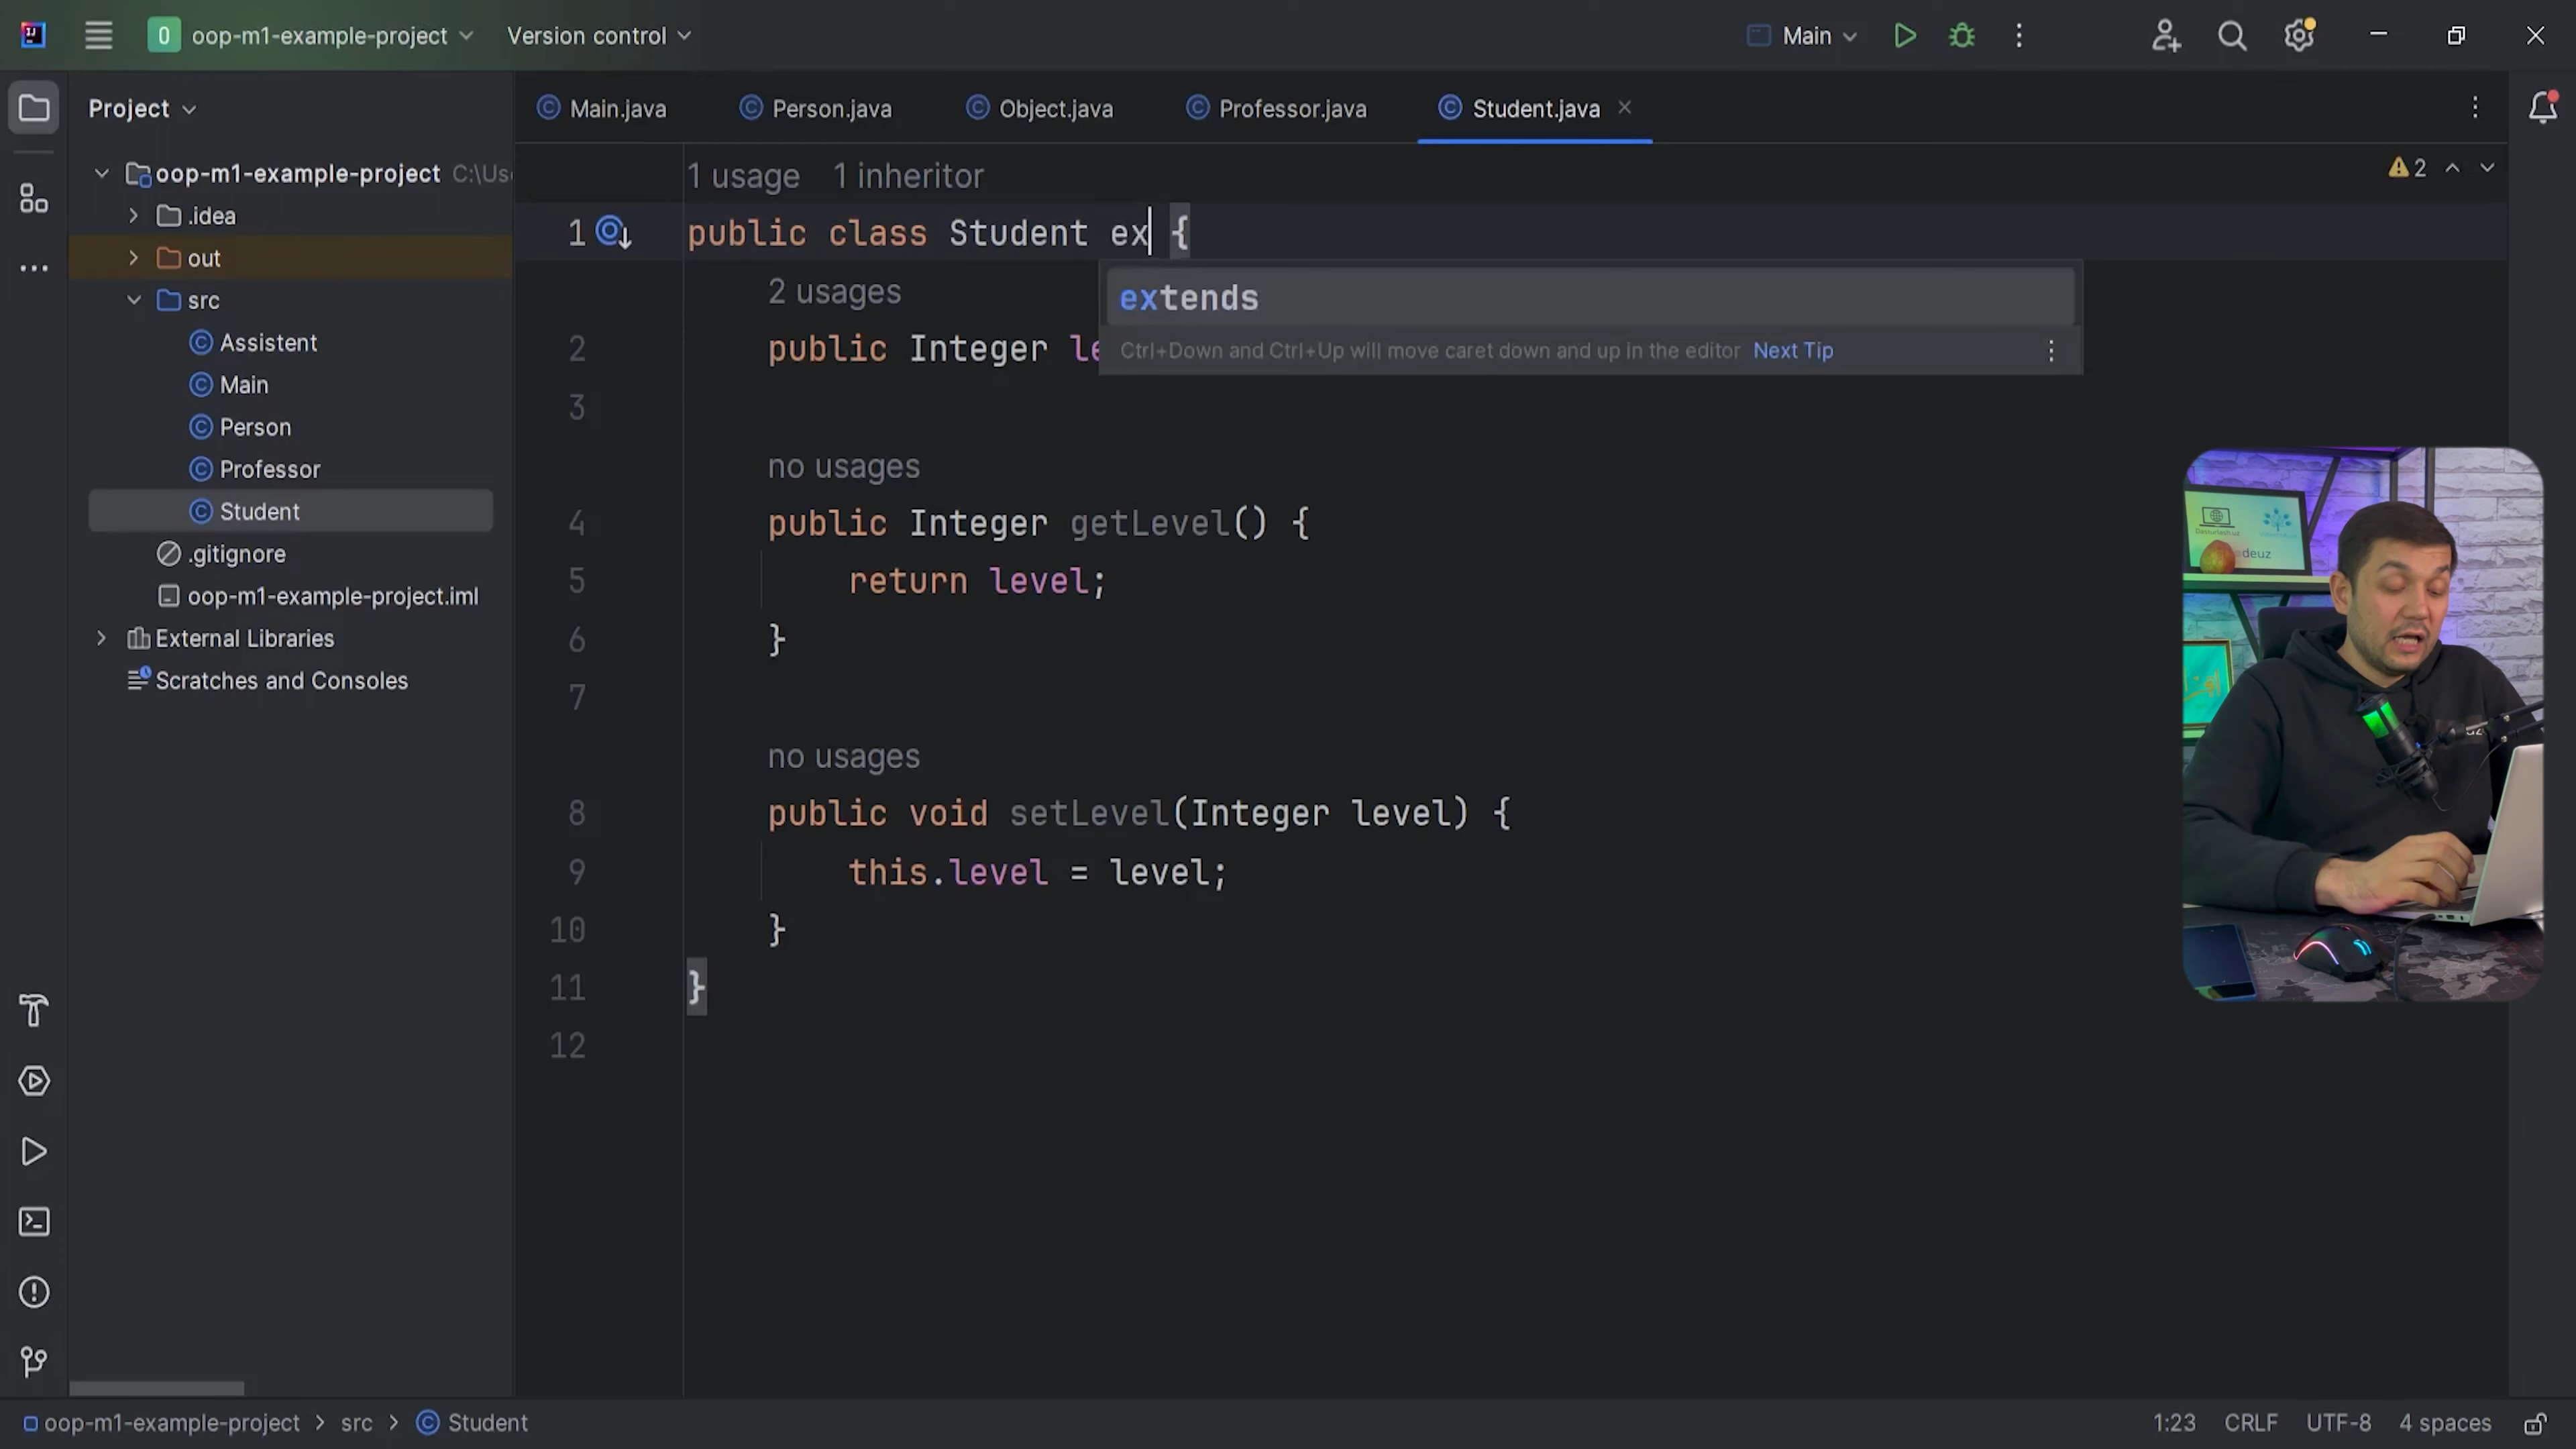 oop-m1-example-project
Version control
Main
Project
Main.java
Person.java
Object.java
Professor.java
Student.java
oop-m1-example-project
.idea
out
src
Assistent
Main
Person
Professor
Student
.gitignore
oop-m1-example-project.iml
External Libraries
Scratches and Consoles
1 usage 1 inheritor
2
1 public class Student ex {
2 usages
extends
2 public Integer le
Ctrl+Down and Ctrl+Up will move caret down and up in the editor Next Tip
3
no usages
4 public Integer getLevel() {
5 return level;
6 }
7
no usages
8 public void setLevel(Integer level) {
9 this.level = level;
10 }
11 }
12
oop-m1-example-project > src > Student
1:23 CRLF UTF-8 4 spaces